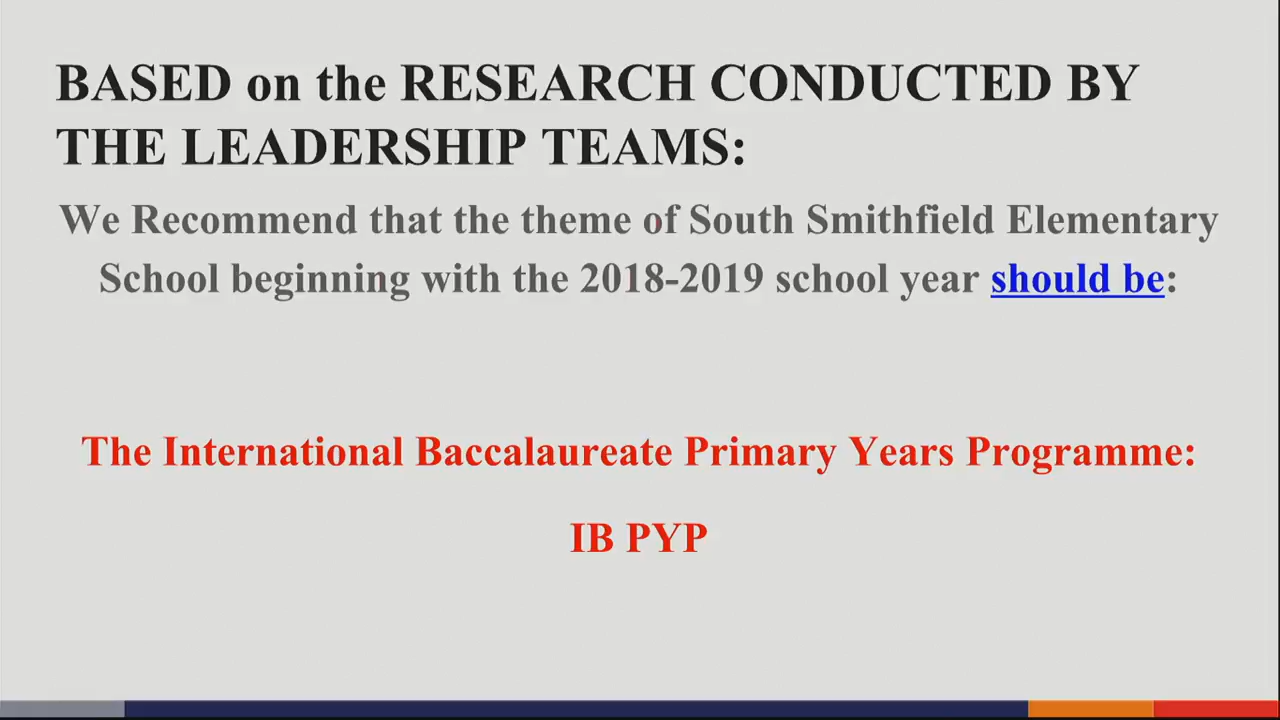 BASED on the RESEARCH CONDUCTED BY
THE LEADERSHIP TEAMS:
We Recommend that the theme of South Smithfield Elementary
School beginning with the 2018-2019 school year should be:
The International Baccalaureate Primary Years Programme:
IB PYP